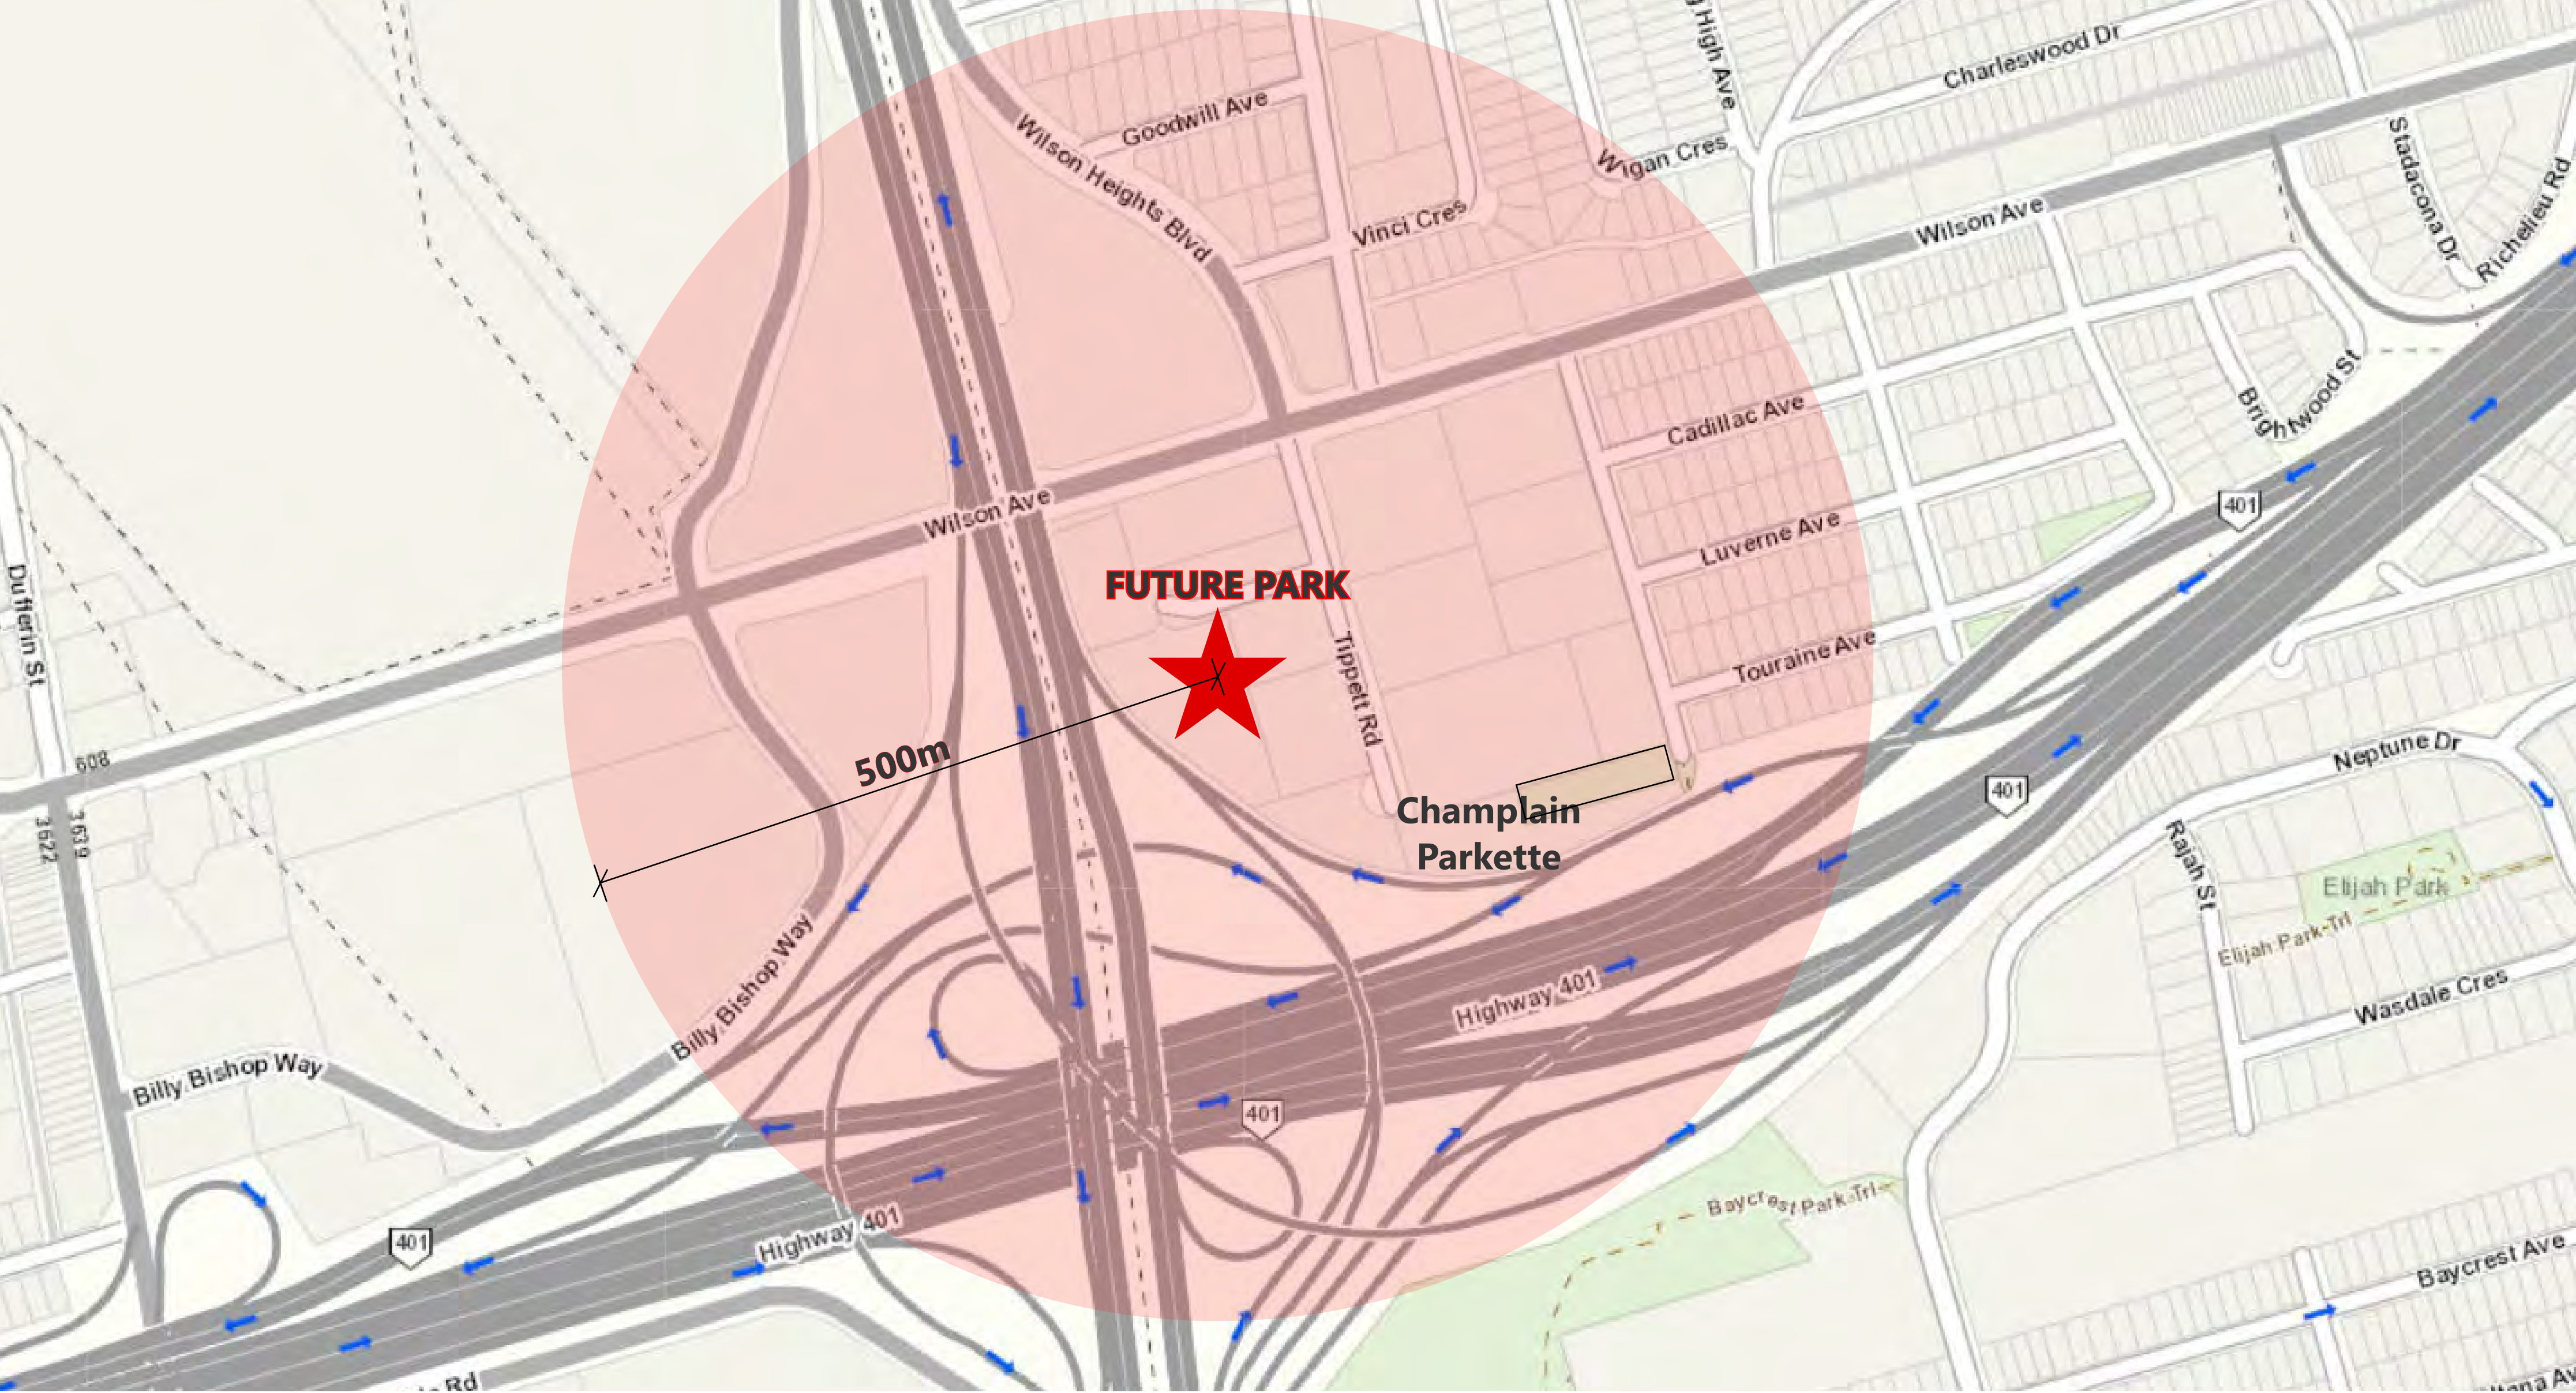 Charleswood Dr
High Ave
Goodwill Ave
Wilson Heights Blvd
Wigan Cres
Stadacona Dr
Richelieu Rd
Vinci Cres
Wilson Ave
Brightwood St
Cadillac Ave
Wilson Ave
401
Luverne Ave
Dufferin St
FUTURE PARK
Tippett Rd
Touraine Ave
500m
608
3622
3639
Neptune Dr
401
Champlain
Parkette
Rajah St
Elijah Park
Elijah Park-Trl
Billy Bishop Way
Highway 401
Wasdale Cres
Billy Bishop Way
401
Baycrest Park-Trl
Highway 401
401
Baycrest Ave
Rd